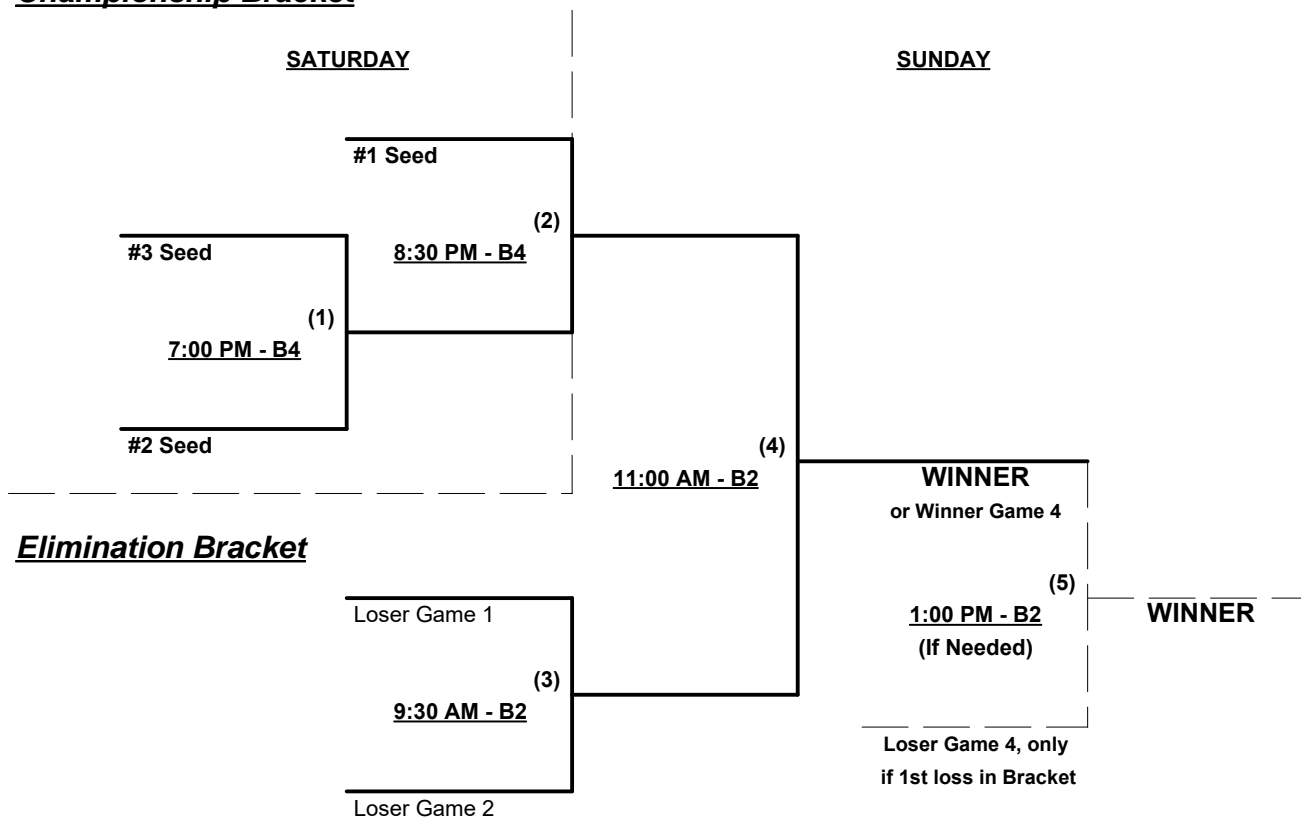 Championship Bracket
SATURDAY
SUNDAY
#1 Seed
(2)
8:30 PM - B4
#3 Seed
(1)
7:00 PM - B4
#2 Seed
(4)
11:00 AM - B2
WINNER
or Winner Game 4
Elimination Bracket
Loser Game 1
(3)
9:30 AM - B2
Loser Game 2
(5)
1:00 PM - B2
(If Needed)
WINNER
Loser Game 4, only
if 1st loss in Bracket